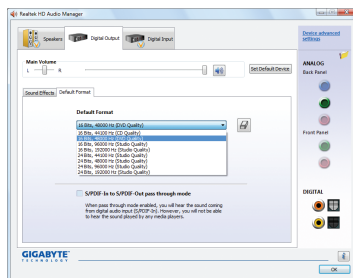 Realtek HD Audio Manager
Speakers
Digital Output
Digital Input
Device advanced settings
Main Volume
L
R
Set Default Device
ANALOG
Back Panel
Sound Effects
Default Format
Default Format
16 Bits, 48000 Hz (DVD Quality)
16 Bits, 44100 Hz (CD Quality)
16 Bits, 48000 Hz (DVD Quality)
16 Bits, 96000 Hz (Studio Quality)
16 Bits, 192000 Hz (Studio Quality)
24 Bits, 44100 Hz (Studio Quality)
24 Bits, 48000 Hz (Studio Quality)
24 Bits, 96000 Hz (Studio Quality)
24 Bits, 192000 Hz (Studio Quality)
Front Panel
S/PDIF-In to S/PDIF-Out pass through mode
When pass through mode enabled, you will hear the sound coming
from digital audio input (S/PDIF-In). However, you will not be able
to hear the sound played by any media players.
DIGITAL
GIGABYTE
TECHNOLOGY
OK